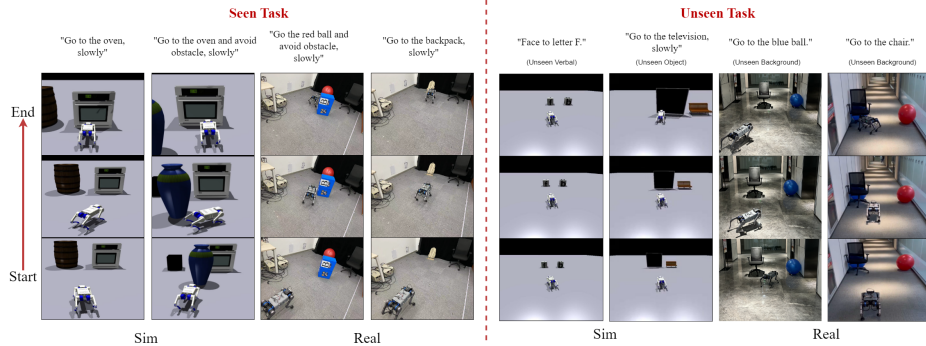 Seen Task
Unseen Task
"Go to the oven,
slowly"
"Go to the oven and avoid
obstacle, slowly"
"Go the red ball and
avoid obstacle,
slowly"
"Go to the backpack,
slowly"
"Face to letter F."
(Unseen Verbal)
"Go to the television,
slowly"
(Unseen Object)
"Go to the blue ball."
(Unseen Background)
"Go to the chair."
(Unseen Background)
End
Start
Sim
Real
Sim
Real